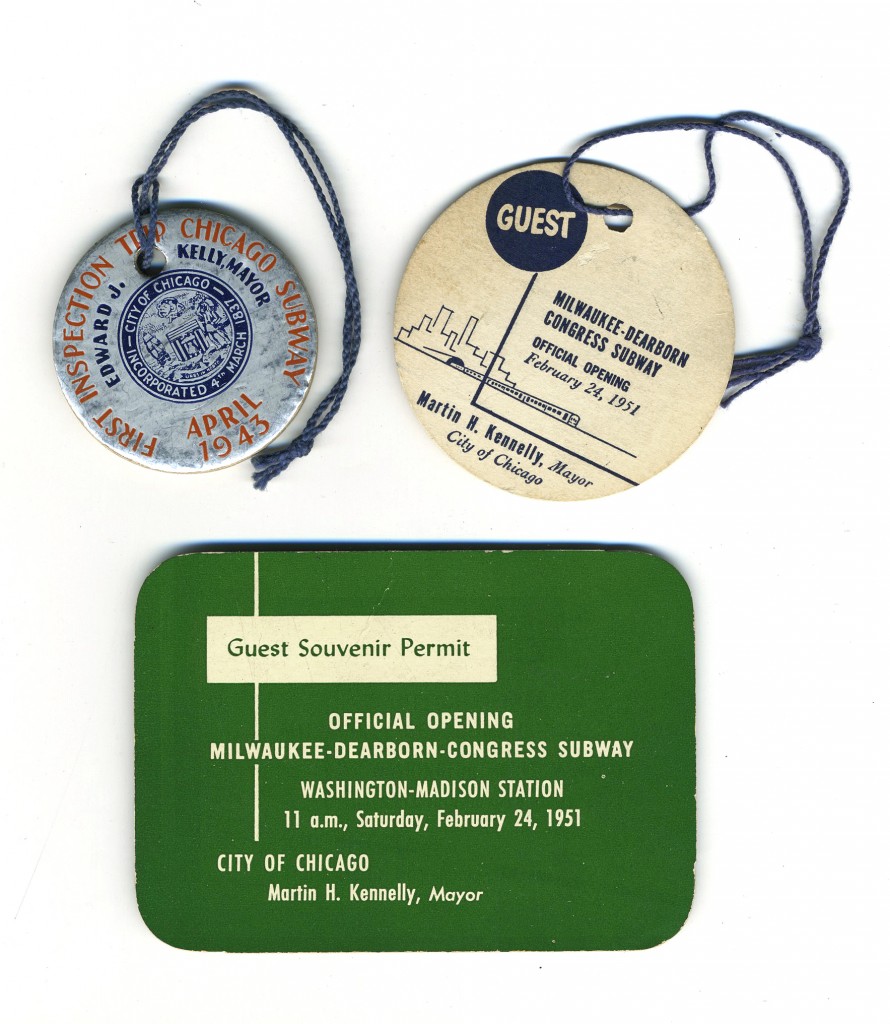 FIRST INSPECTION TRIP CHICAGO SUBWAY
EDWARD J. KELLY, MAYOR
CITY OF CHICAGO
INCORPORATED 4TH MARCH 1837
APRIL
1943
GUEST
MILWAUKEE-DEARBORN
CONGRESS SUBWAY
OFFICIAL OPENING
February 24, 1951
Martin H. Kennelly, Mayor
City of Chicago
Guest Souvenir Permit
OFFICIAL OPENING
MILWAUKEE-DEARBORN-CONGRESS SUBWAY
WASHINGTON-MADISON STATION
11 a.m., Saturday, February 24, 1951
CITY OF CHICAGO
Martin H. Kennelly, Mayor